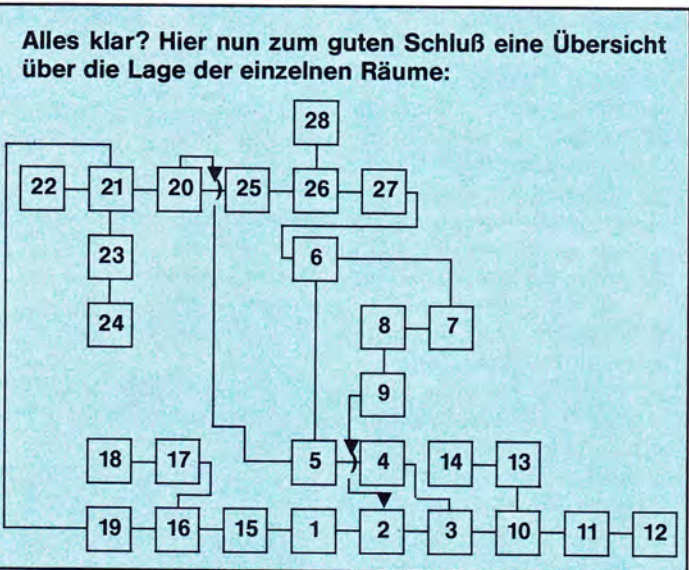 Alles klar? Hier nun zum guten Schluß eine Übersicht
über die Lage der einzelnen Räume:
28
22 21 20 25 26 27
23 6
24 8 7
9
18 17 5 4 14 13
19 16 15 1 2 3 10 11 12